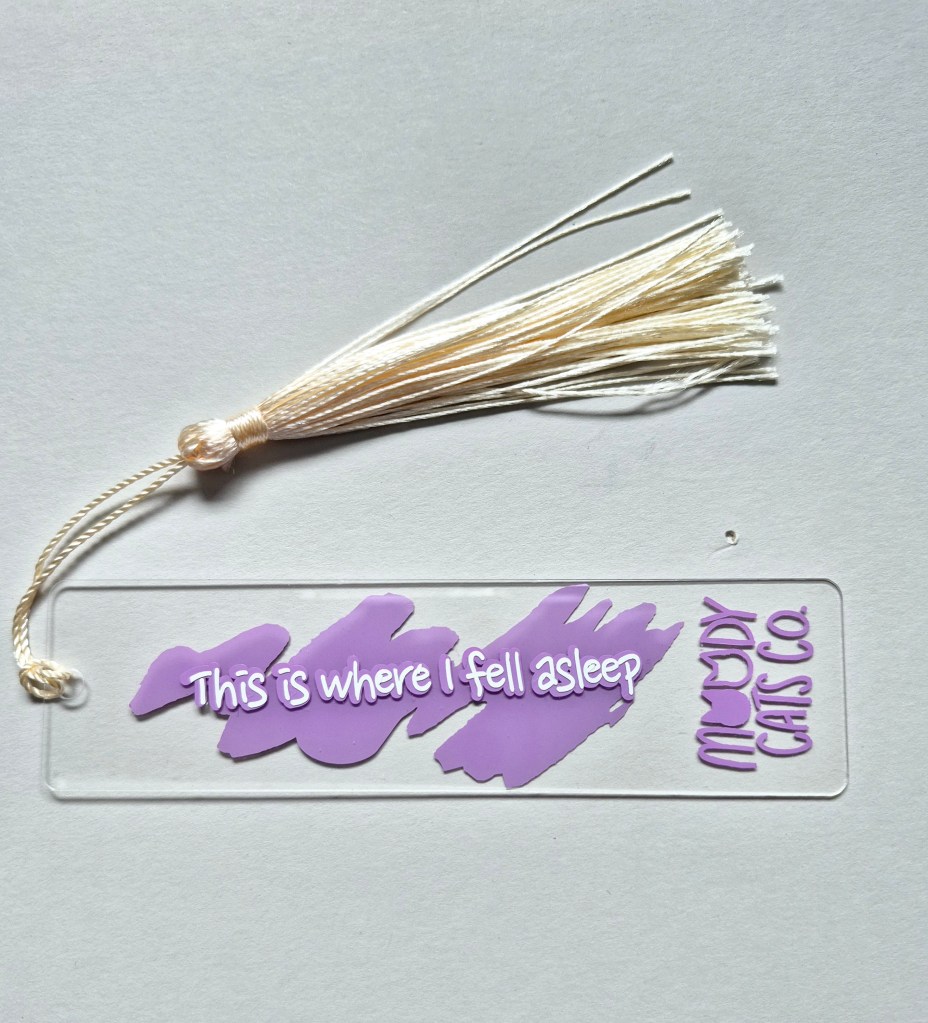 This is where I fell asleep
MOODY
CATS CO.